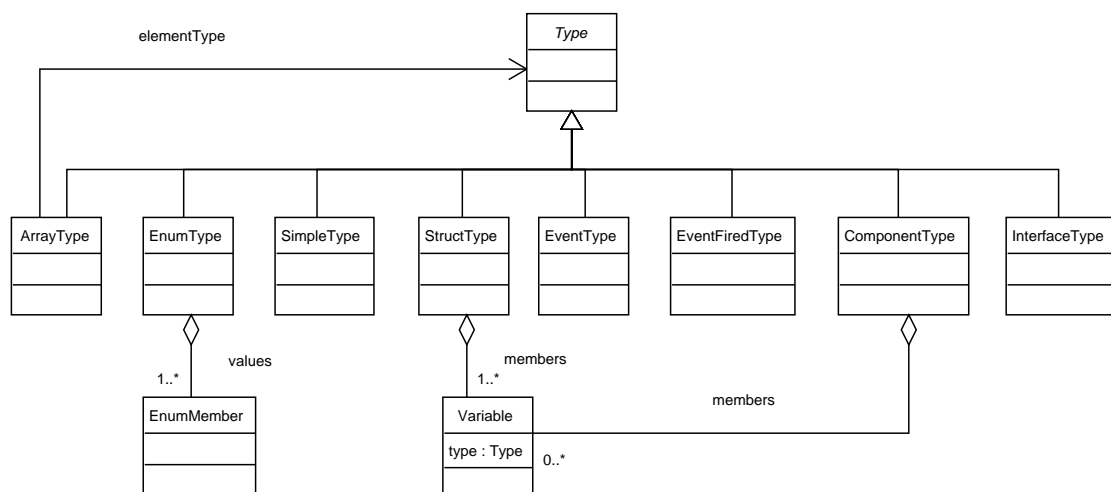 Type
elementType
ArrayType
EnumType
SimpleType
StructType
EventType
EventFiredType
ComponentType
InterfaceType
values
members
1..*
1..*
members
EnumMember
Variable
type : Type
0..*